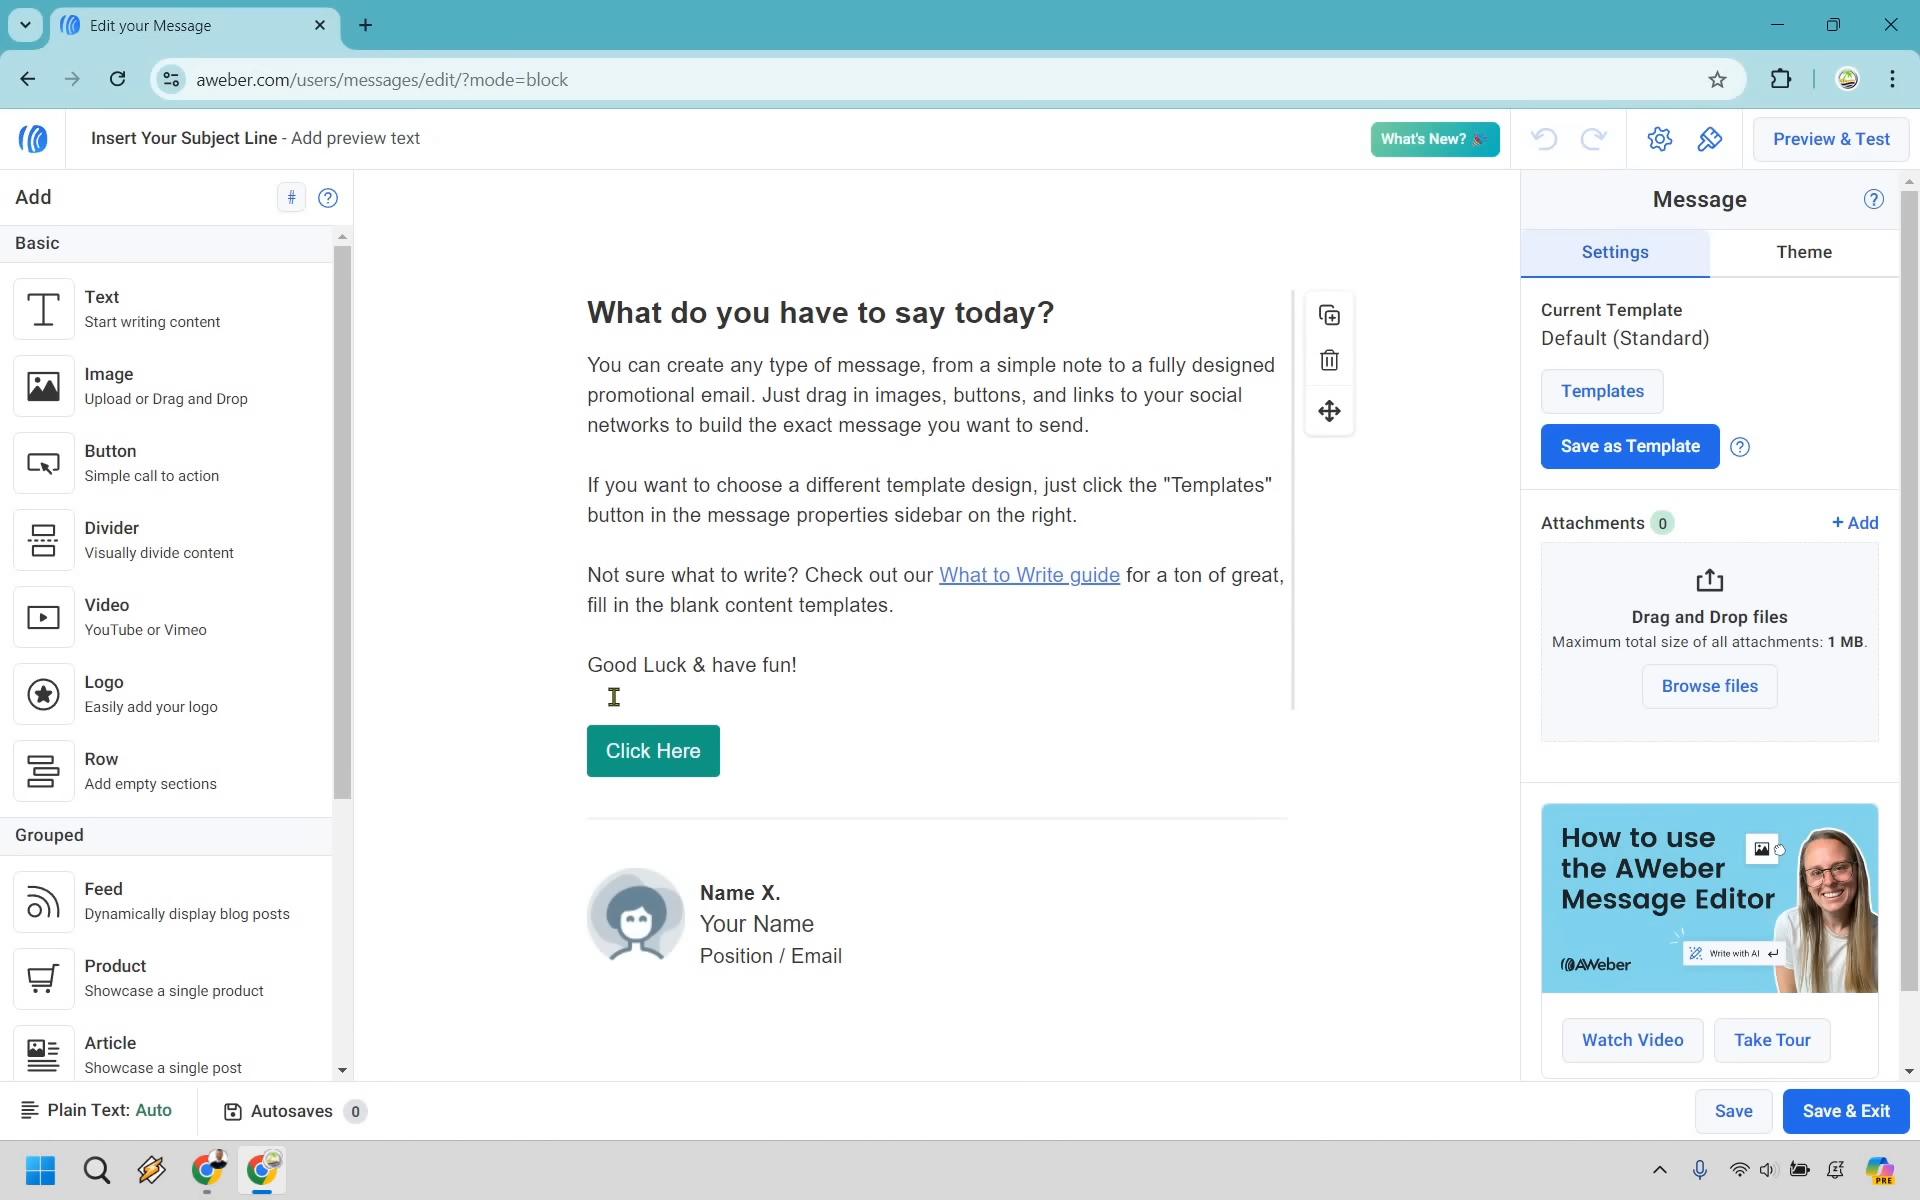 Edit your Message
aweber.com/users/messages/edit/?mode=block
Insert Your Subject Line - Add preview text
What's New?
Preview & Test
Add
#
Basic
Text
Start writing content
Image
Upload or Drag and Drop
Button
Simple call to action
Divider
Visually divide content
Video
YouTube or Vimeo
Logo
Easily add your logo
Row
Add empty sections
Grouped
Feed
Dynamically display blog posts
Product
Showcase a single product
Article
Showcase a single post
What do you have to say today?
You can create any type of message, from a simple note to a fully designed
promotional email. Just drag in images, buttons, and links to your social
networks to build the exact message you want to send.
If you want to choose a different template design, just click the "Templates"
button in the message properties sidebar on the right.
Not sure what to write? Check out our What to Write guide for a ton of great,
fill in the blank content templates.
Good Luck & have fun!
Click Here
Name X.
Your Name
Position / Email
Message
Settings
Theme
Current Template
Default (Standard)
Templates
Save as Template
Attachments 0
+ Add
Drag and Drop files
Maximum total size of all attachments: 1 MB.
Browse files
How to use
the AWeber
Message Editor
Write with AI
AWeber
Watch Video
Take Tour
Plain Text: Auto
Autosaves 0
Save
Save & Exit
PRE